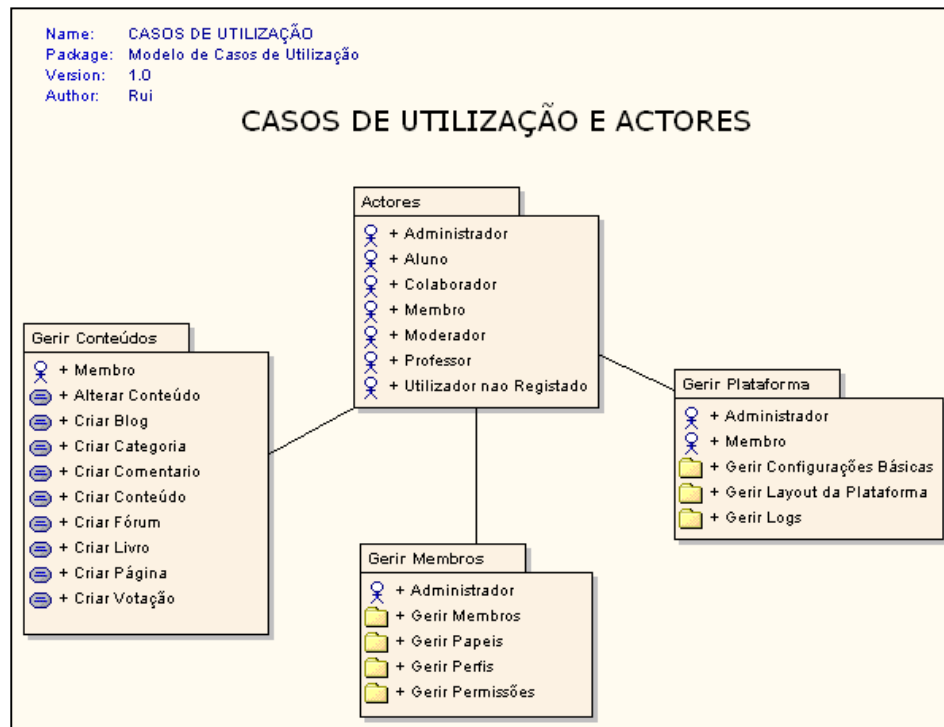 Name: CASOS DE UTILIZAÇÃO
Package: Modelo de Casos de Utilização
Version: 1.0
Author: Rui
CASOS DE UTILIZAÇÃO E ACTORES
Actores
+ Administrador
+ Aluno
+ Colaborador
+ Membro
+ Moderador
+ Professor
+ Utilizador nao Registado
Gerir Conteúdos
+ Membro
+ Alterar Conteúdo
+ Criar Blog
+ Criar Categoria
+ Criar Comentario
+ Criar Conteúdo
+ Criar Fórum
+ Criar Livro
+ Criar Página
+ Criar Votação
Gerir Plataforma
+ Administrador
+ Membro
+ Gerir Configurações Básicas
+ Gerir Layout da Plataforma
+ Gerir Logs
Gerir Membros
+ Administrador
+ Gerir Membros
+ Gerir Papeis
+ Gerir Perfis
+ Gerir Permissões